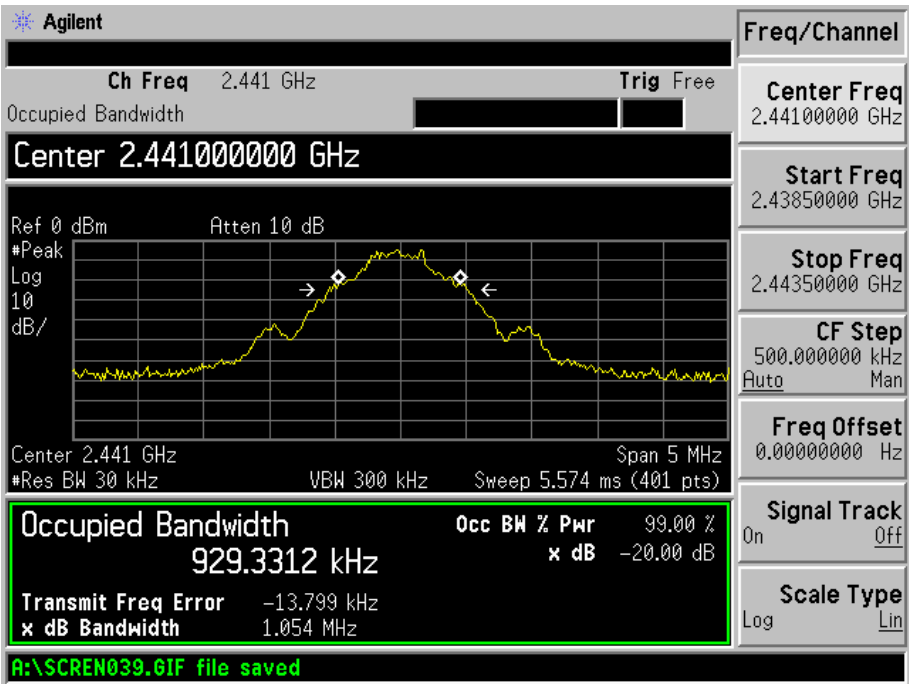 Agilent
Freq/Channel
Ch Freq 2.441 GHz Trig Free
Occupied Bandwidth
Center 2.441000000 GHz
Ref 0 dBm Atten 10 dB
#Peak
Log
10
dB/
Center 2.441 GHz Span 5 MHz
#Res BW 30 kHz VBW 300 kHz Sweep 5.574 ms (401 pts)
Occupied Bandwidth
929.3312 kHz
Occ BW % Pwr 99.00 %
x dB -20.00 dB
Transmit Freq Error -13.799 kHz
x dB Bandwidth 1.054 MHz
A:\SCREN039.GIF file saved
Center Freq
2.44100000 GHz
Start Freq
2.43850000 GHz
Stop Freq
2.44350000 GHz
CF Step
500.000000 kHz
Auto Man
Freq Offset
0.00000000 Hz
Signal Track
On Off
Scale Type
Log Lin